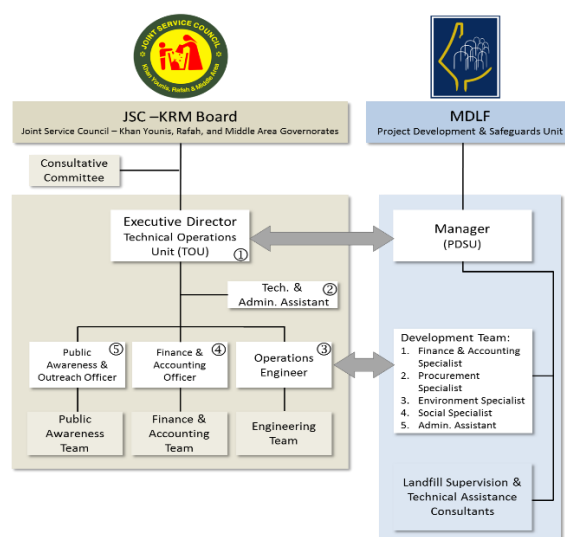 JOINT SERVICE COUNCIL
Khan Younis, Rafah & Middle Area
JSC –KRM Board
Joint Service Council – Khan Younis, Rafah, and Middle Area Governorates
MDLF
Project Development & Safeguards Unit
Consultative
Committee
Executive Director
Technical Operations
Unit (TOU)
①
Manager
(PDSU)
Tech. &
Admin. Assistant
②
Public
Awareness &
Outreach Officer
⑤
Finance &
Accounting
Officer
④
Operations
Engineer
③
Development Team:
1. Finance & Accounting
Specialist
2. Procurement
Specialist
3. Environment Specialist
4. Social Specialist
5. Admin. Assistant
Public
Awareness
Team
Finance &
Accounting
Team
Engineering
Team
Landfill Supervision &
Technical Assistance
Consultants